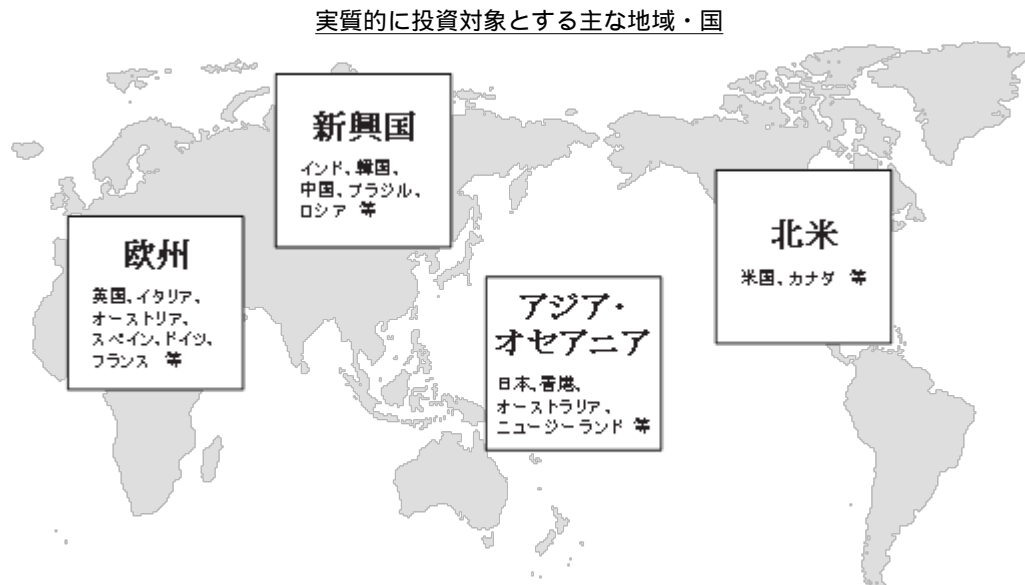 実質的に投資対象とする主な地域・国
新興国
インド、韓国、
中国、ブラジル、
ロシア 等
欧州
英国、イタリア、
オーストリア、
スペイン、ドイツ、
フランス 等
北米
米国、カナダ 等
アジア・
オセアニア
日本、香港、
オーストラリア、
ニュージーランド 等